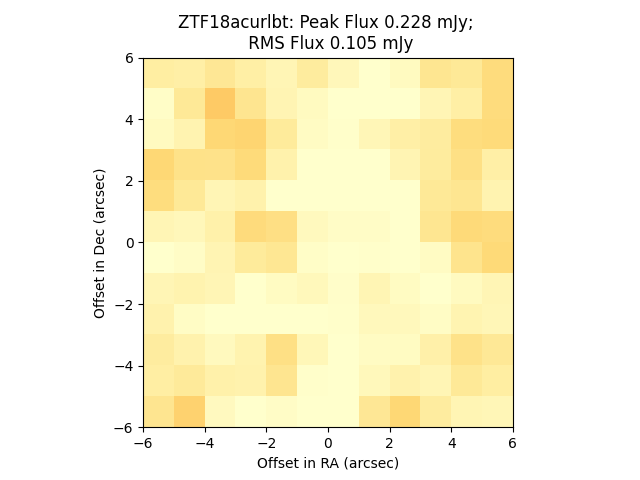 ZTF18acurlbt: Peak Flux 0.228 mJy;
RMS Flux 0.105 mJy
6
4
2
0
−2
−4
−6
Offset in Dec (arcsec)
−6 −4 −2 0 2 4 6
Offset in RA (arcsec)